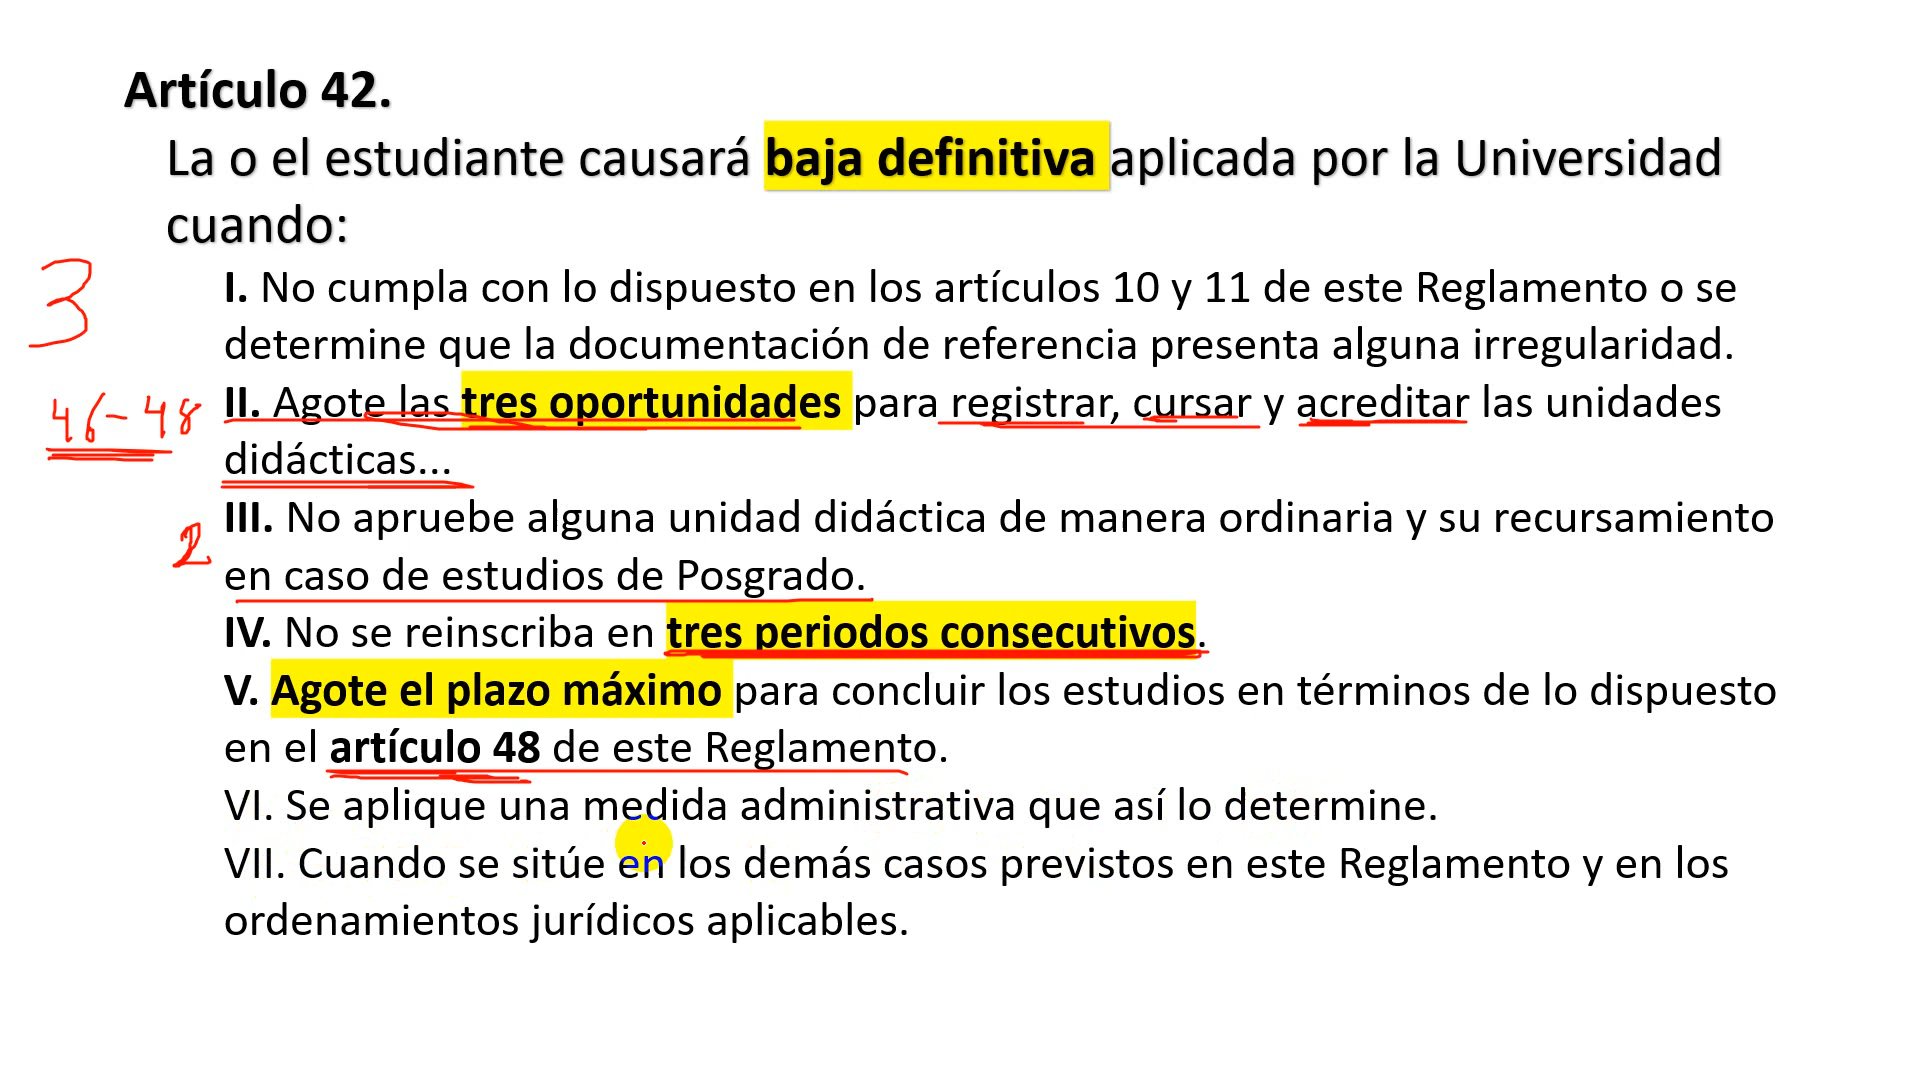 Artículo 42.
La o el estudiante causará baja definitiva aplicada por la Universidad
cuando:
3
I. No cumpla con lo dispuesto en los artículos 10 y 11 de este Reglamento o se
determine que la documentación de referencia presenta alguna irregularidad.
46-48
II. Agote las tres oportunidades para registrar, cursar y acreditar las unidades
didácticas...
2
III. No apruebe alguna unidad didáctica de manera ordinaria y su recursamiento
en caso de estudios de Posgrado.
IV. No se reinscriba en tres periodos consecutivos.
V. Agote el plazo máximo para concluir los estudios en términos de lo dispuesto
en el artículo 48 de este Reglamento.
VI. Se aplique una medida administrativa que así lo determine.
VII. Cuando se sitúe en los demás casos previstos en este Reglamento y en los
ordenamientos jurídicos aplicables.